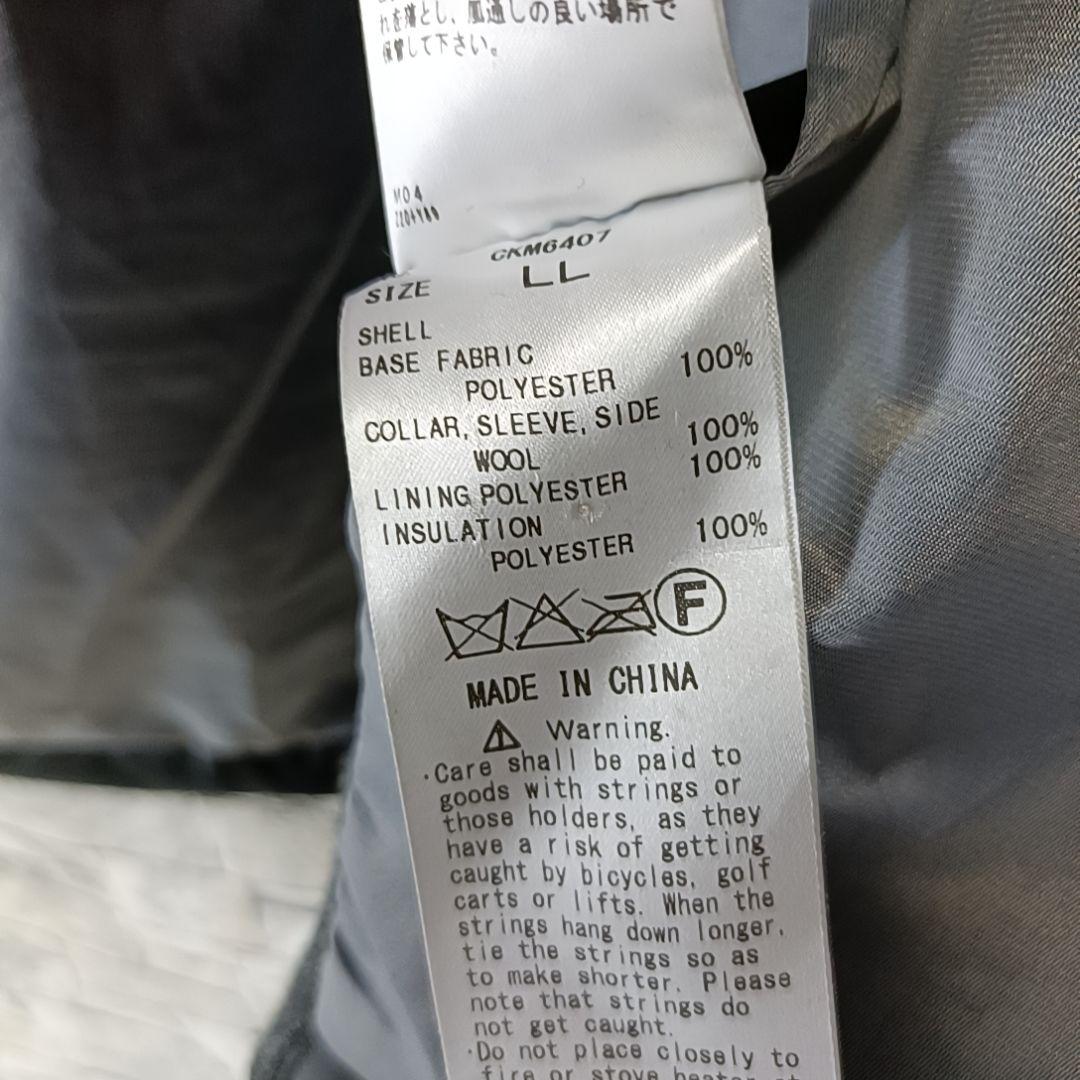 れを落とし、風通しの良い場所で
保管して下さい。
M04
CKM6407
SIZE LL
SHELL
BASE FABRIC
POLYESTER 100%
COLLAR, SLEEVE, SIDE
WOOL 100%
LINING POLYESTER 100%
INSULATION
POLYESTER 100%
F
MADE IN CHINA
Warning.
・Care shall be paid to
goods with strings or
those holders, as they
have a risk of getting
caught by bicycles, golf
carts or lifts. When the
strings hang down longer,
tie the strings so as
to make shorter. Please
note that strings do
not get caught.
・Do not place closely to
fire or stove heater